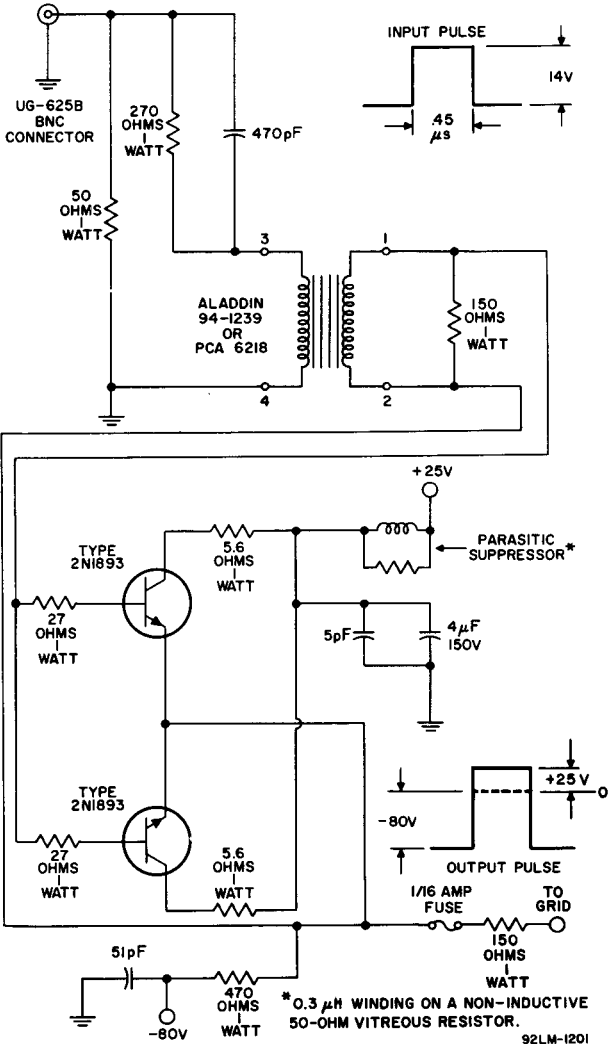 INPUT PULSE
14V
.45
μs
UG-625B
BNC
CONNECTOR
270
OHMS
1
WATT
470pF
50
OHMS
1
WATT
3
1
ALADDIN
94-1239
OR
PCA 6218
150
OHMS
1
WATT
4
2
+25V
TYPE
2N1893
5.6
OHMS
1
WATT
PARASITIC
SUPPRESSOR*
27
OHMS
1
WATT
5pF
4μF
150V
TYPE
2N1893
+25V
0
-80V
27
OHMS
1
WATT
5.6
OHMS
1
WATT
OUTPUT PULSE
1/16 AMP
FUSE
TO
GRID
51pF
150
OHMS
1
WATT
470
OHMS
1
WATT
-80V
*0.3 μH WINDING ON A NON-INDUCTIVE
50-OHM VITREOUS RESISTOR.
92LM-1201